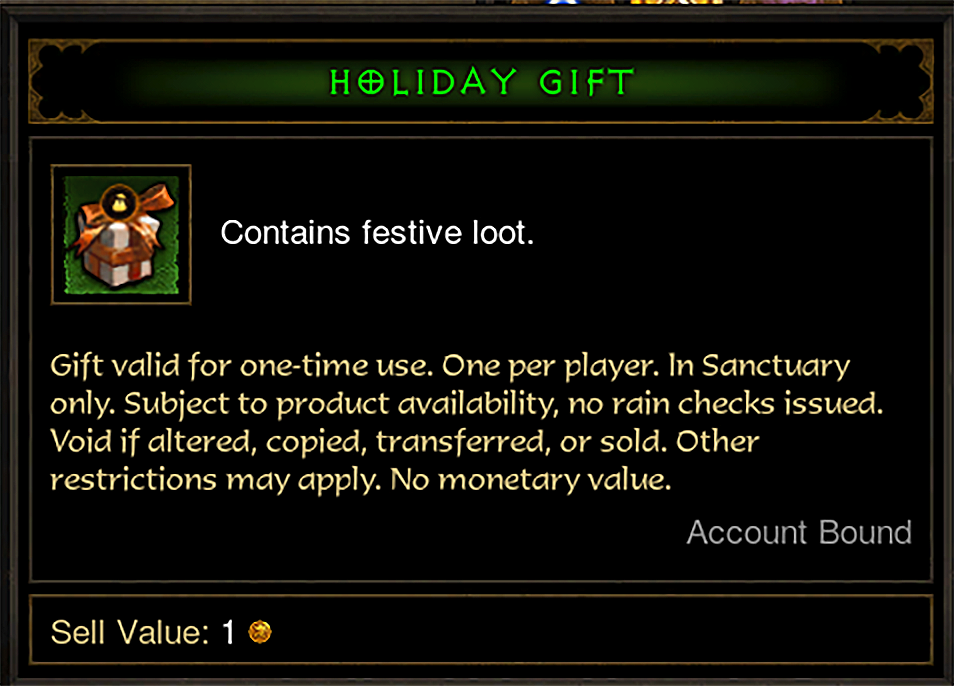 HOLIDAY GIFT
Contains festive loot.
Gift valid for one-time use. One per player. In Sanctuary
only. Subject to product availability, no rain checks issued.
Void if altered, copied, transferred, or sold. Other
restrictions may apply. No monetary value.
Account Bound
Sell Value: 1